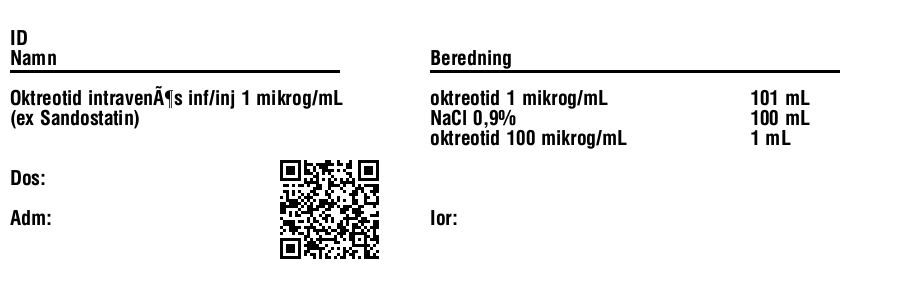 ID
Namn
Oktreotid intravenÃ¶s inf/inj 1 mikrog/mL
(ex Sandostatin)
Dos:
Adm:
Beredning
oktreotid 1 mikrog/mL 101 mL
NaCl 0,9% 100 mL
oktreotid 100 mikrog/mL 1 mL
Ior: